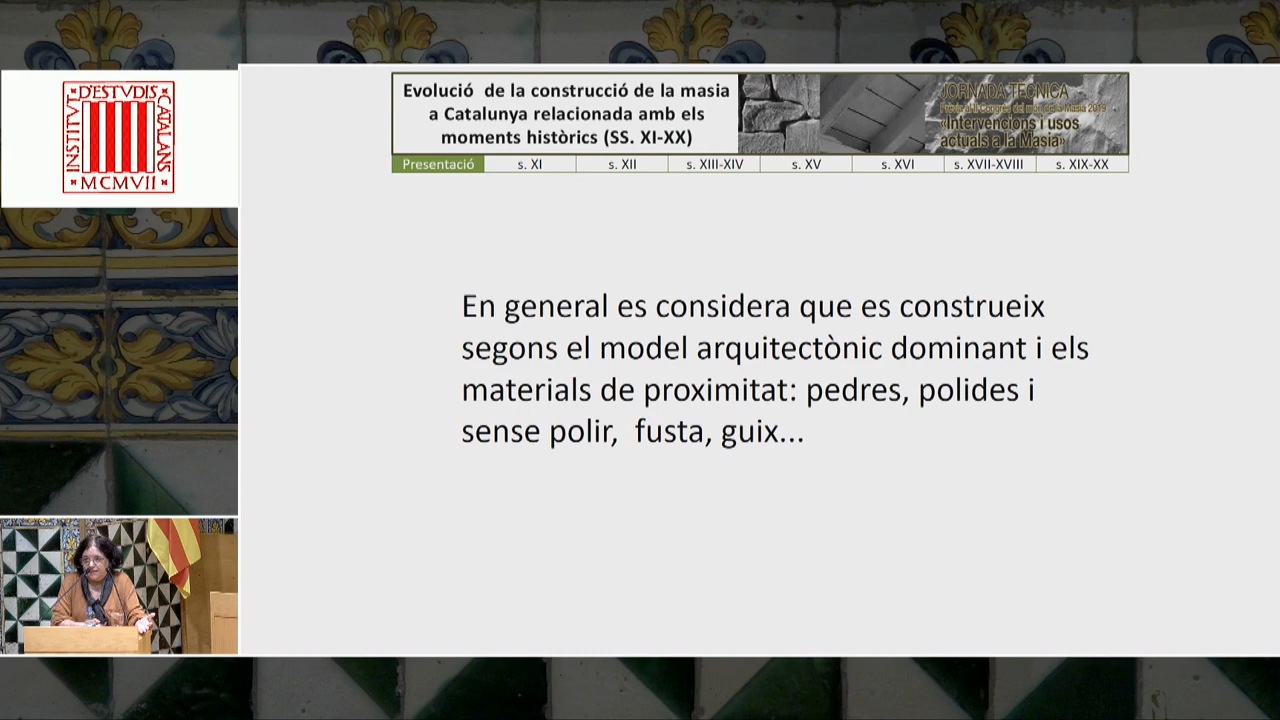 INSTITVT
D'ESTVDIS
CATALANS
MCMVII
Evolució de la construcció de la masia
a Catalunya relacionada amb els
moments històrics (SS. XI-XX)
JORNADA TÈCNICA
«Intervencions i usos
actuals a la Masia»
Presentació s. XI s. XII s. XIII-XIV s. XV s. XVI s. XVII-XVIII s. XIX-XX
En general es considera que es construeix
segons el model arquitectònic dominant i els
materials de proximitat: pedres, polides i
sense polir, fusta, guix...